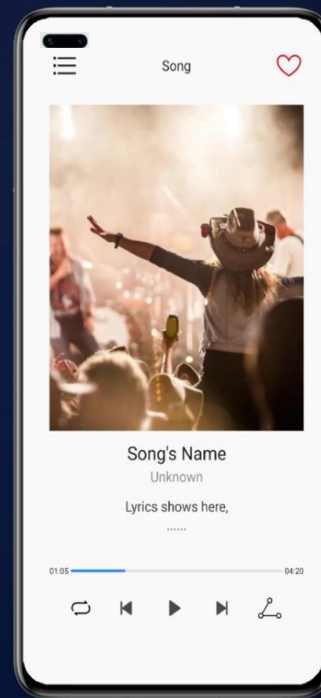 Song
Song's Name
Unknown
Lyrics shows here,
......
01:05
04:20